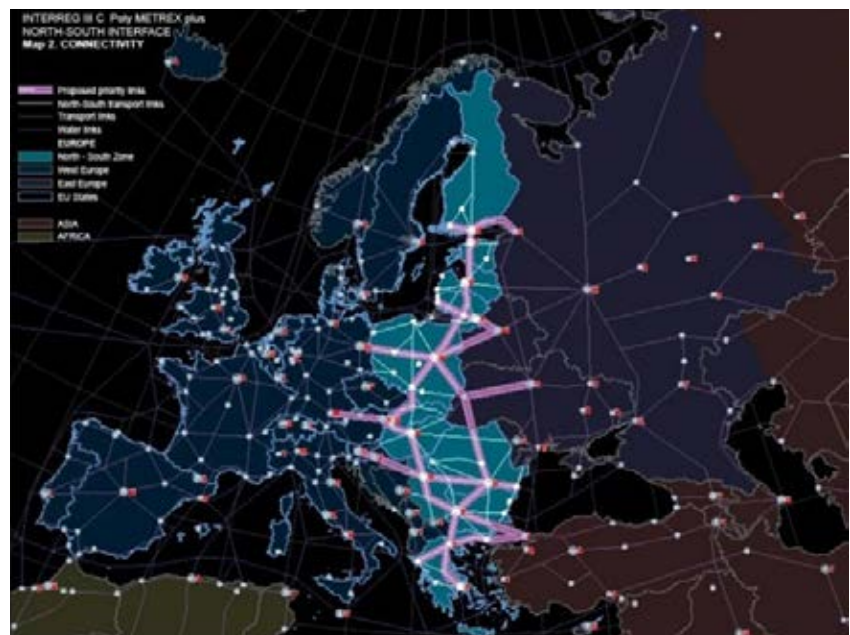 INTERREG III C Poly METREX plus
NORTH-SOUTH INTERFACE
Map 2. CONNECTIVITY
Proposed priority links
North-South transport links
Transport links
Water links
EUROPE
North - South Zone
West Europe
East Europe
EU States
ASIA
AFRICA